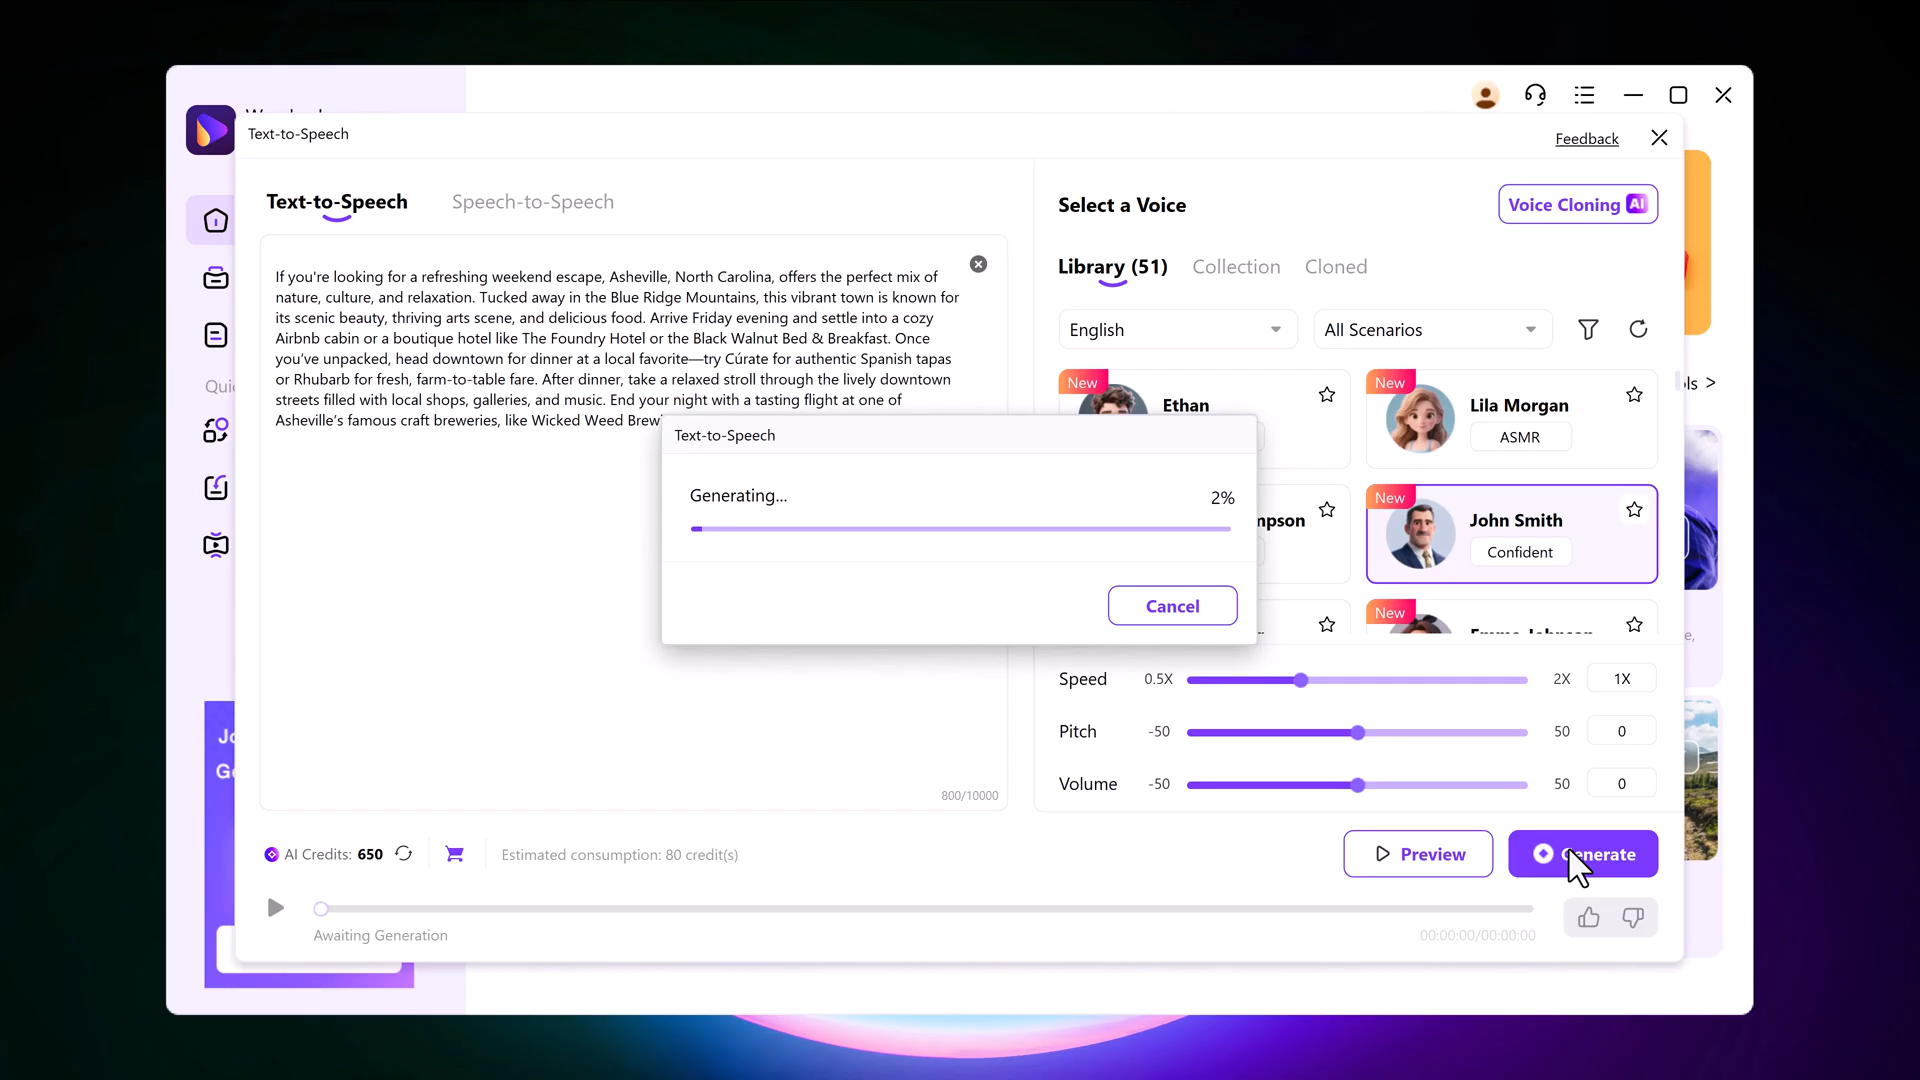 Text-to-Speech
Feedback
Text-to-Speech
Speech-to-Speech
Select a Voice
Voice Cloning AI
Library (51)
Collection
Cloned
English
All Scenarios
If you're looking for a refreshing weekend escape, Asheville, North Carolina, offers the perfect mix of
nature, culture, and relaxation. Tucked away in the Blue Ridge Mountains, this vibrant town is known for
its scenic beauty, thriving arts scene, and delicious food. Arrive Friday evening and settle into a cozy
Airbnb cabin or a boutique hotel like The Foundry Hotel or the Black Walnut Bed & Breakfast. Once
you’ve unpacked, head downtown for dinner at a local favorite—try Cúrate for authentic Spanish tapas
or Rhubarb for fresh, farm-to-table fare. After dinner, take a relaxed stroll through the lively downtown
streets filled with local shops, galleries, and music. End your night with a tasting flight at one of
Asheville’s famous craft breweries, like Wicked Weed
800/10000
New
Ethan
New
Lila Morgan
ASMR
New
John Smith
Confident
New
Text-to-Speech
Generating...
2%
Cancel
Speed
0.5X
2X
1X
Pitch
-50
50
0
Volume
-50
50
0
AI Credits: 650
Estimated consumption: 80 credit(s)
Preview
Generate
Awaiting Generation
00:00:00/00:00:00